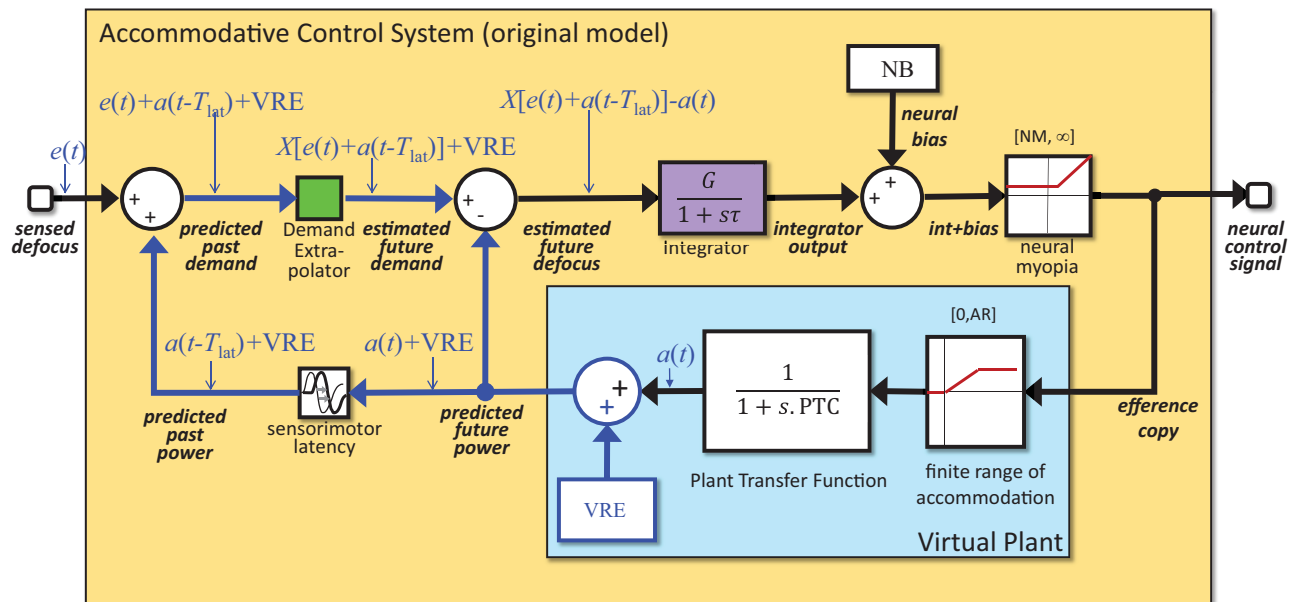 Accommodative Control System (original model)
NB
e(t)+a(t-Tlat)+VRE
X[e(t)+a(t-Tlat)]-a(t)
neural
bias
[NM, ∞]
e(t)
X[e(t)+a(t-Tlat)]+VRE
+
+
+
-
G
1 + sτ
+
+
sensed
defocus
predicted
past
demand
Demand
Extra-
polator
estimated
future
demand
estimated
future
defocus
integrator
integrator
output
int+bias
neural
myopia
neural
control
signal
[0,AR]
a(t-Tlat)+VRE
a(t)+VRE
a(t)
+
+
1
1 + s. PTC
predicted
past
power
sensorimotor
latency
predicted
future
power
efference
copy
Plant Transfer Function
finite range of
accommodation
VRE
Virtual Plant